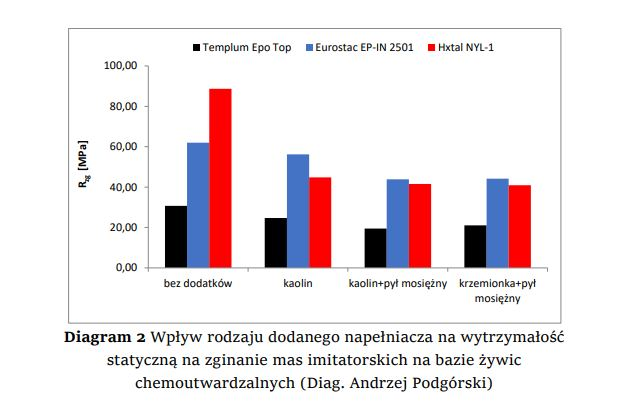 Templum Epo Top Eurostac EP-IN 2501 Hxtal NYL-1
100,00
80,00
60,00
40,00
20,00
0,00
Rzg [MPa]
bez dodatków kaolin kaolin+pył mosiężny krzemionka+pył
mosiężny
Diagram 2 Wpływ rodzaju dodanego napełniacza na wytrzymałość
statyczną na zginanie mas imitatorskich na bazie żywic
chemoutwardzalnych (Diag. Andrzej Podgórski)